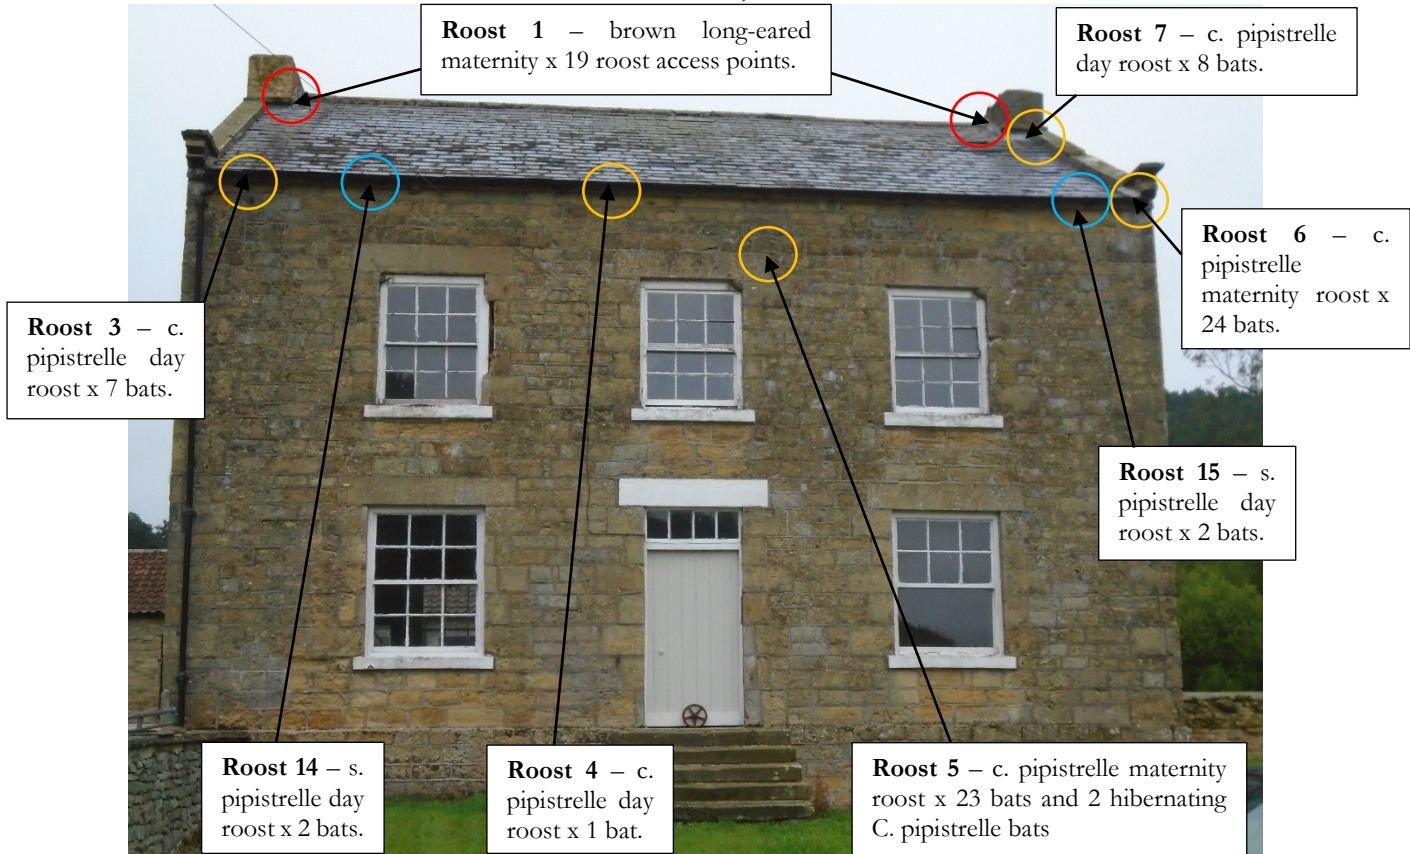 Roost 1 – brown long-eared
maternity x 19 roost access points.
Roost 7 – c. pipistrelle
day roost x 8 bats.
Roost 6 – c.
pipistrelle
maternity roost x
24 bats.
Roost 3 – c.
pipistrelle day
roost x 7 bats.
Roost 15 – s.
pipistrelle day
roost x 2 bats.
Roost 14 – s.
pipistrelle day
roost x 2 bats.
Roost 4 – c.
pipistrelle day
roost x 1 bat.
Roost 5 – c. pipistrelle maternity
roost x 23 bats and 2 hibernating
C. pipistrelle bats